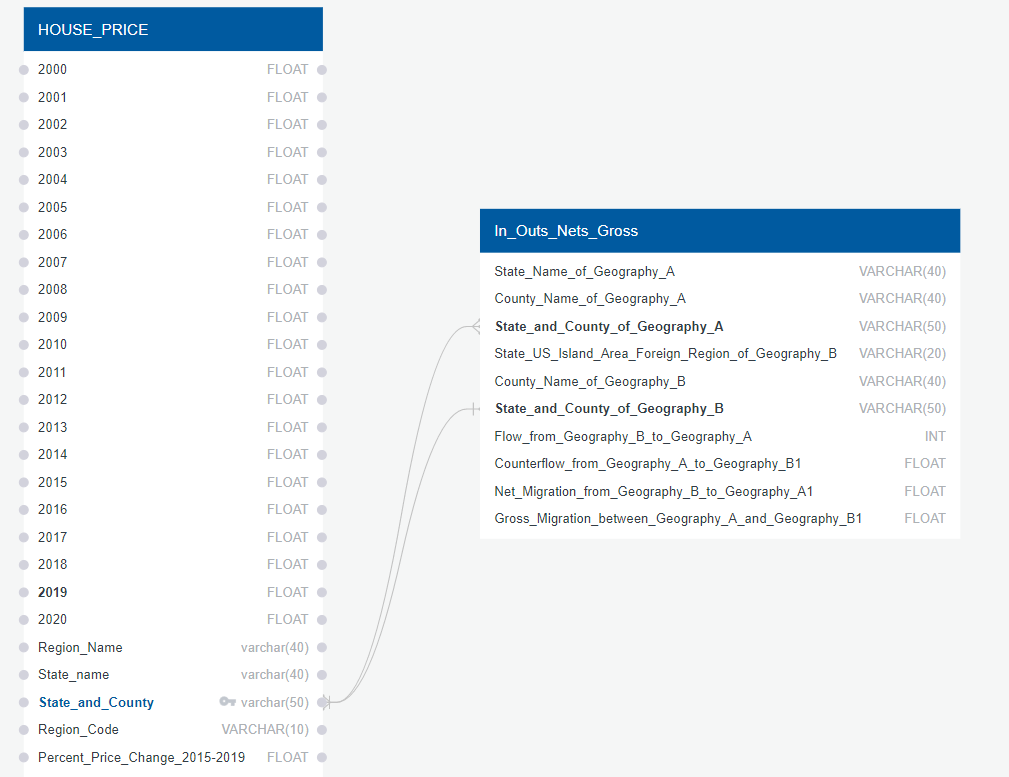 HOUSE_PRICE
2000 FLOAT
2001 FLOAT
2002 FLOAT
2003 FLOAT
2004 FLOAT
2005 FLOAT
2006 FLOAT
2007 FLOAT
2008 FLOAT
2009 FLOAT
2010 FLOAT
2011 FLOAT
2012 FLOAT
2013 FLOAT
2014 FLOAT
2015 FLOAT
2016 FLOAT
2017 FLOAT
2018 FLOAT
2019 FLOAT
2020 FLOAT
Region_Name varchar(40)
State_name varchar(40)
State_and_County varchar(50)
Region_Code VARCHAR(10)
Percent_Price_Change_2015-2019 FLOAT
In_Outs_Nets_Gross
State_Name_of_Geography_A VARCHAR(40)
County_Name_of_Geography_A VARCHAR(40)
State_and_County_of_Geography_A VARCHAR(50)
State_US_Island_Area_Foreign_Region_of_Geography_B VARCHAR(20)
County_Name_of_Geography_B VARCHAR(40)
State_and_County_of_Geography_B VARCHAR(50)
Flow_from_Geography_B_to_Geography_A INT
Counterflow_from_Geography_A_to_Geography_B1 FLOAT
Net_Migration_from_Geography_B_to_Geography_A1 FLOAT
Gross_Migration_between_Geography_A_and_Geography_B1 FLOAT